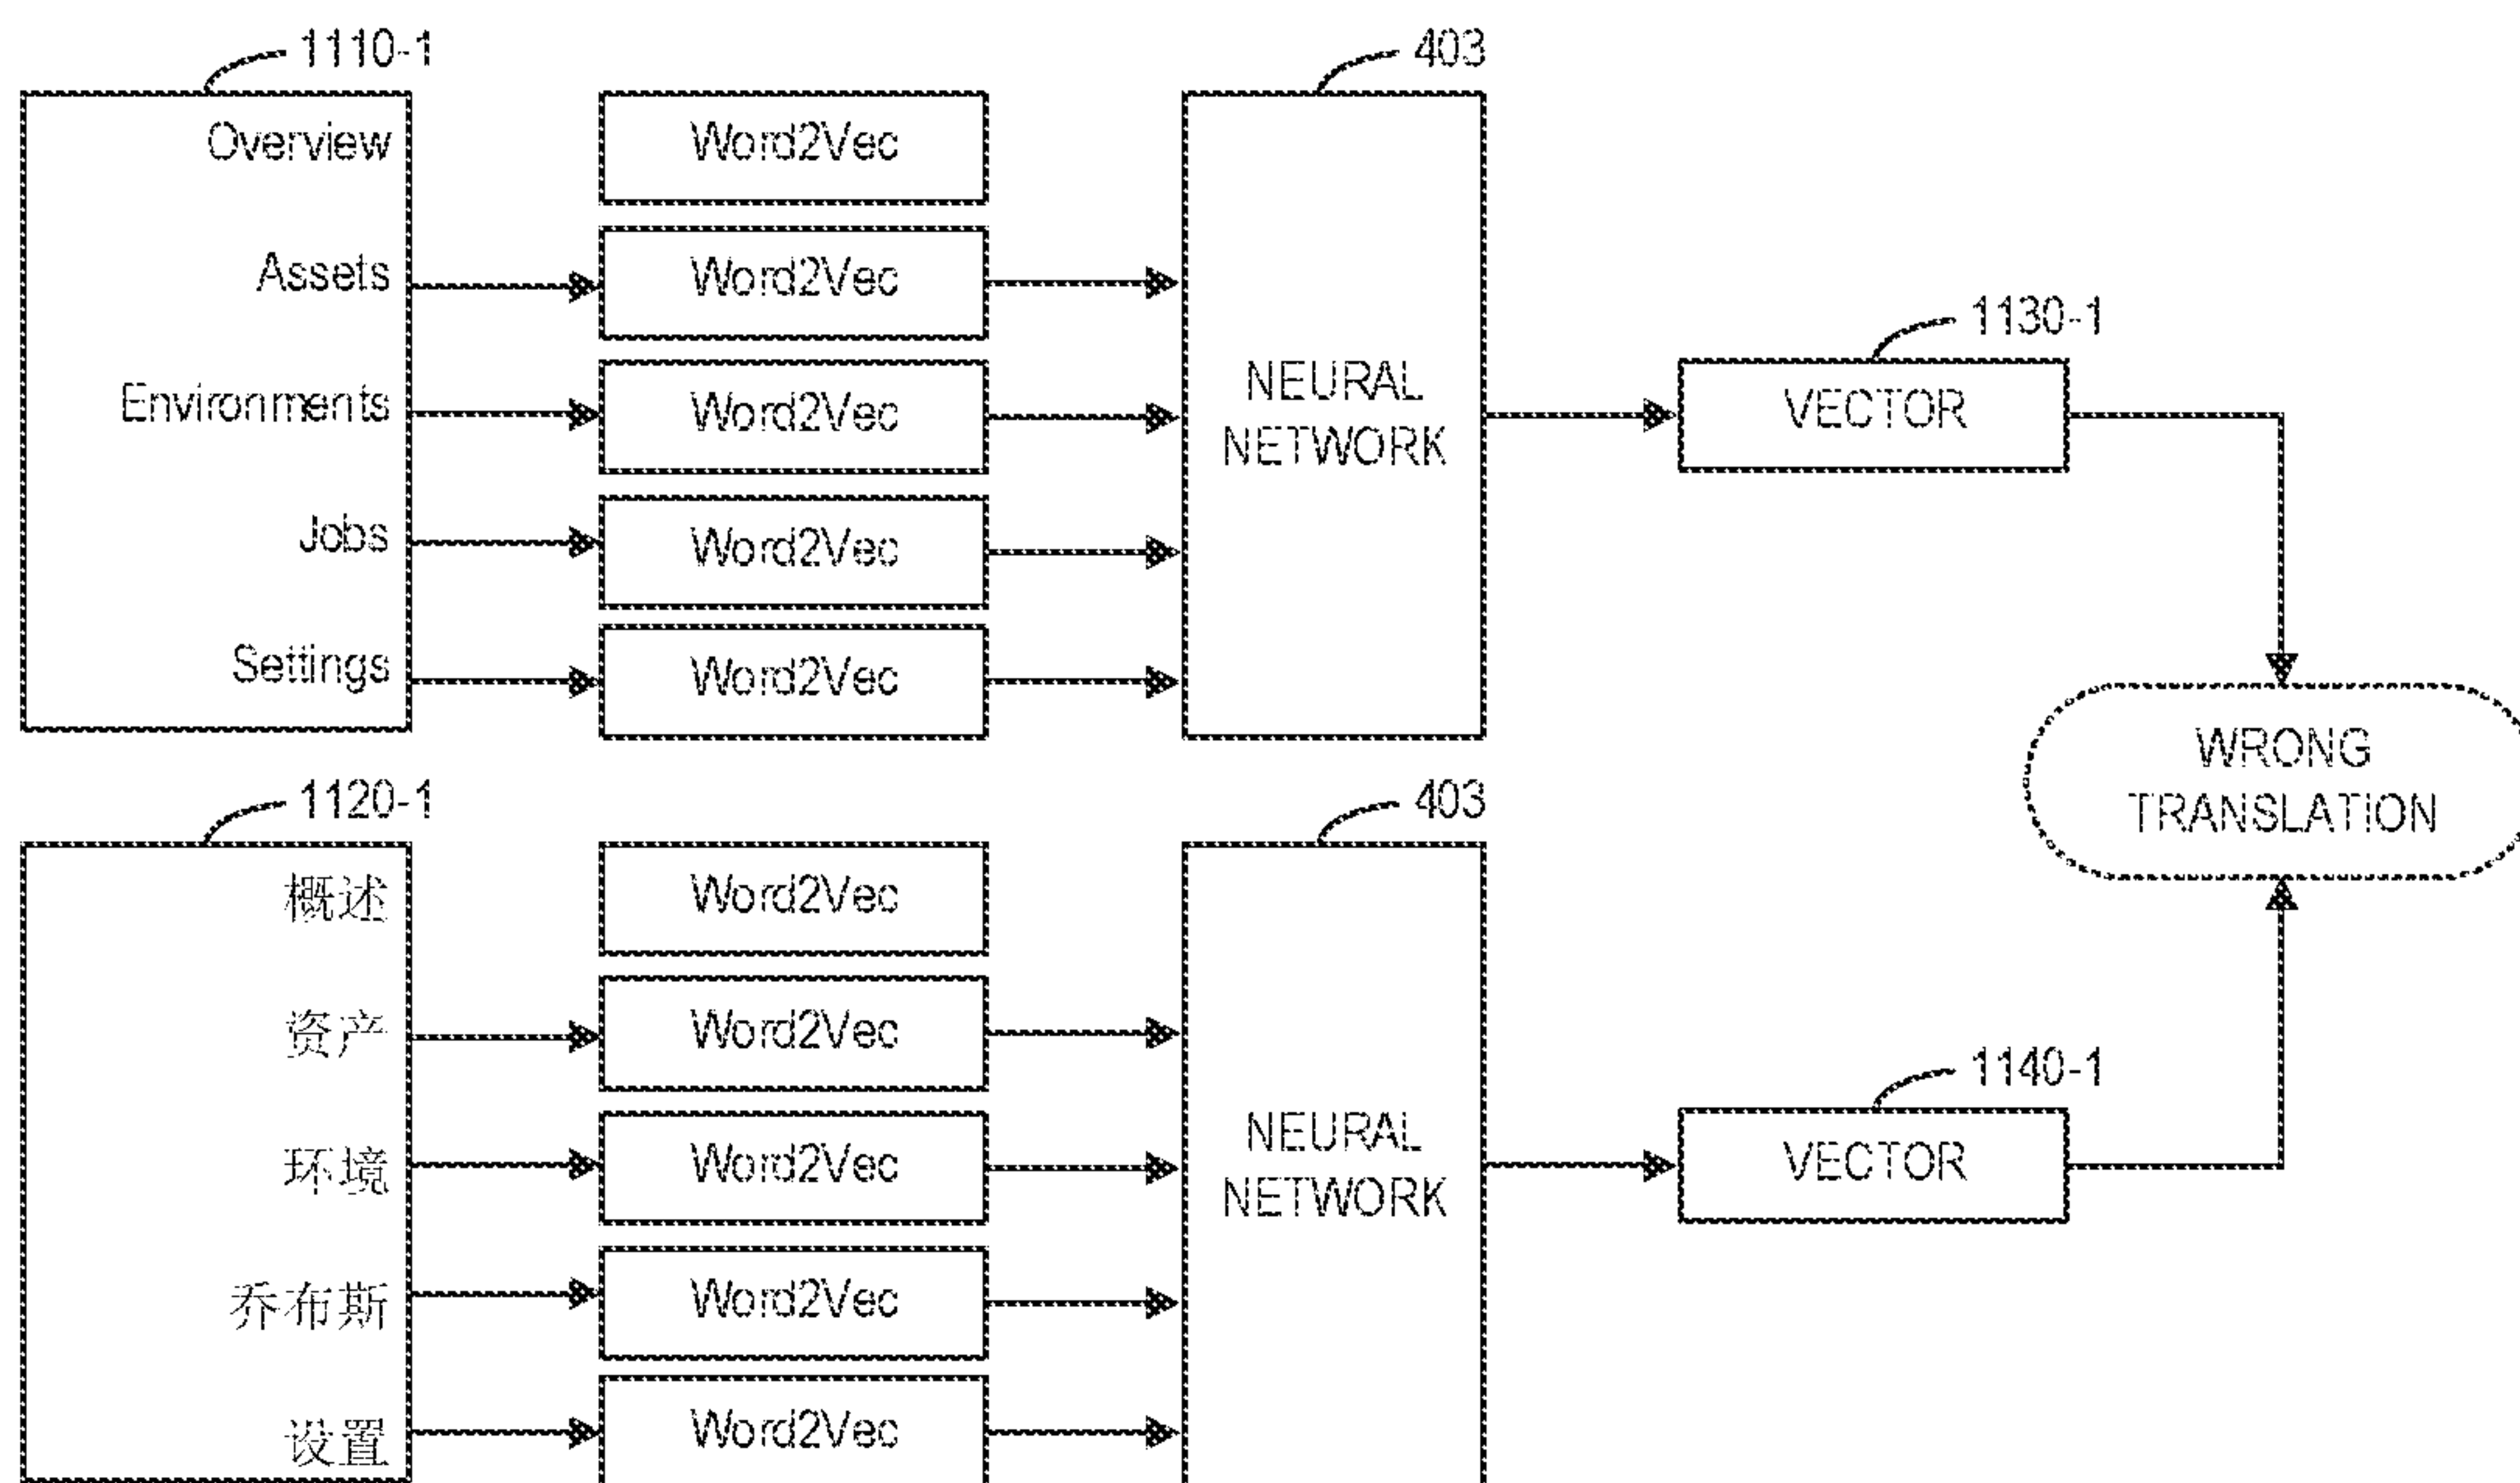 1110-1
403
Overview
Word2Vec
Assets
Word2Vec
Environments
Word2Vec
Jobs
Word2Vec
Settings
Word2Vec
NEURAL
NETWORK
1130-1
VECTOR
WRONG
TRANSLATION
1120-1
403
概述
Word2Vec
资产
Word2Vec
环境
Word2Vec
乔布斯
Word2Vec
设置
Word2Vec
NEURAL
NETWORK
1140-1
VECTOR